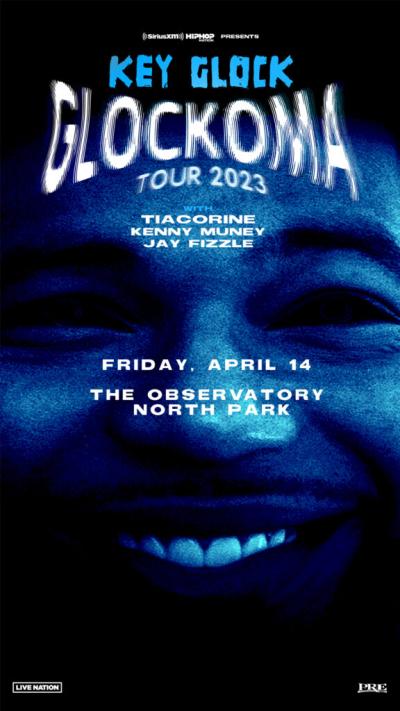 SiriusXM HIPHOP NATION PRESENTS
KEY GLOCK
GLOCKOMA
TOUR 2023
WITH
TIACORINE
KENNY MUNEY
JAY FIZZLE
FRIDAY, APRIL 14
THE OBSERVATORY
NORTH PARK
LIVE NATION
PRE